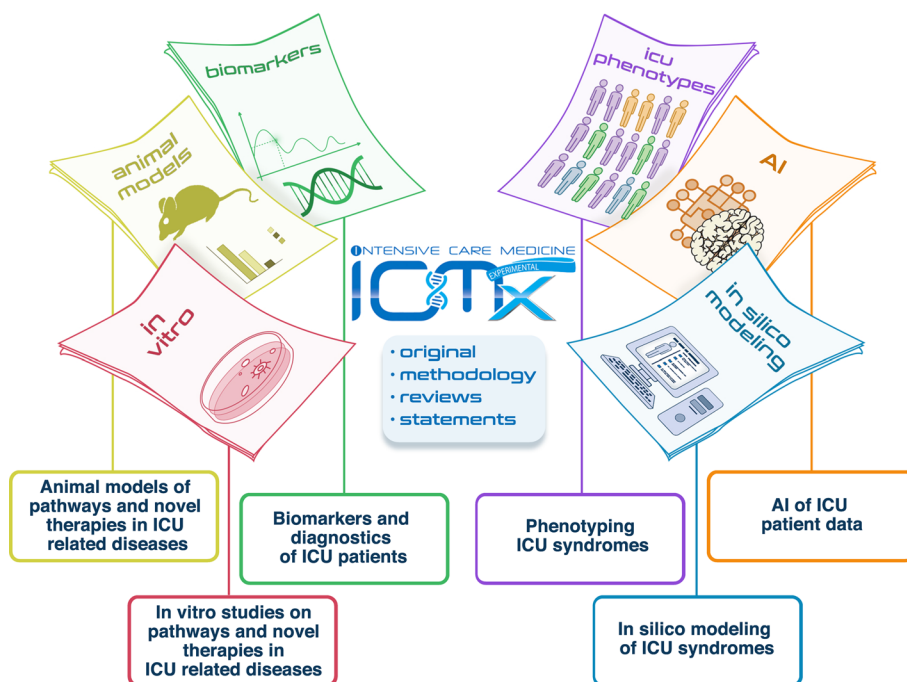 biomarkers
icu
phenotypes
animal
models
AI
in
vitro
INTENSIVE CARE MEDICINE
ICMx
EXPERIMENTAL
in silico
modeling
• original
• methodology
• reviews
• statements
Animal models of
pathways and novel
therapies in ICU
related diseases
Biomarkers and
diagnostics
of ICU patients
Phenotyping
ICU syndromes
AI of ICU
patient data
In vitro studies on
pathways and novel
therapies in
ICU related diseases
In silico modeling
of ICU syndromes